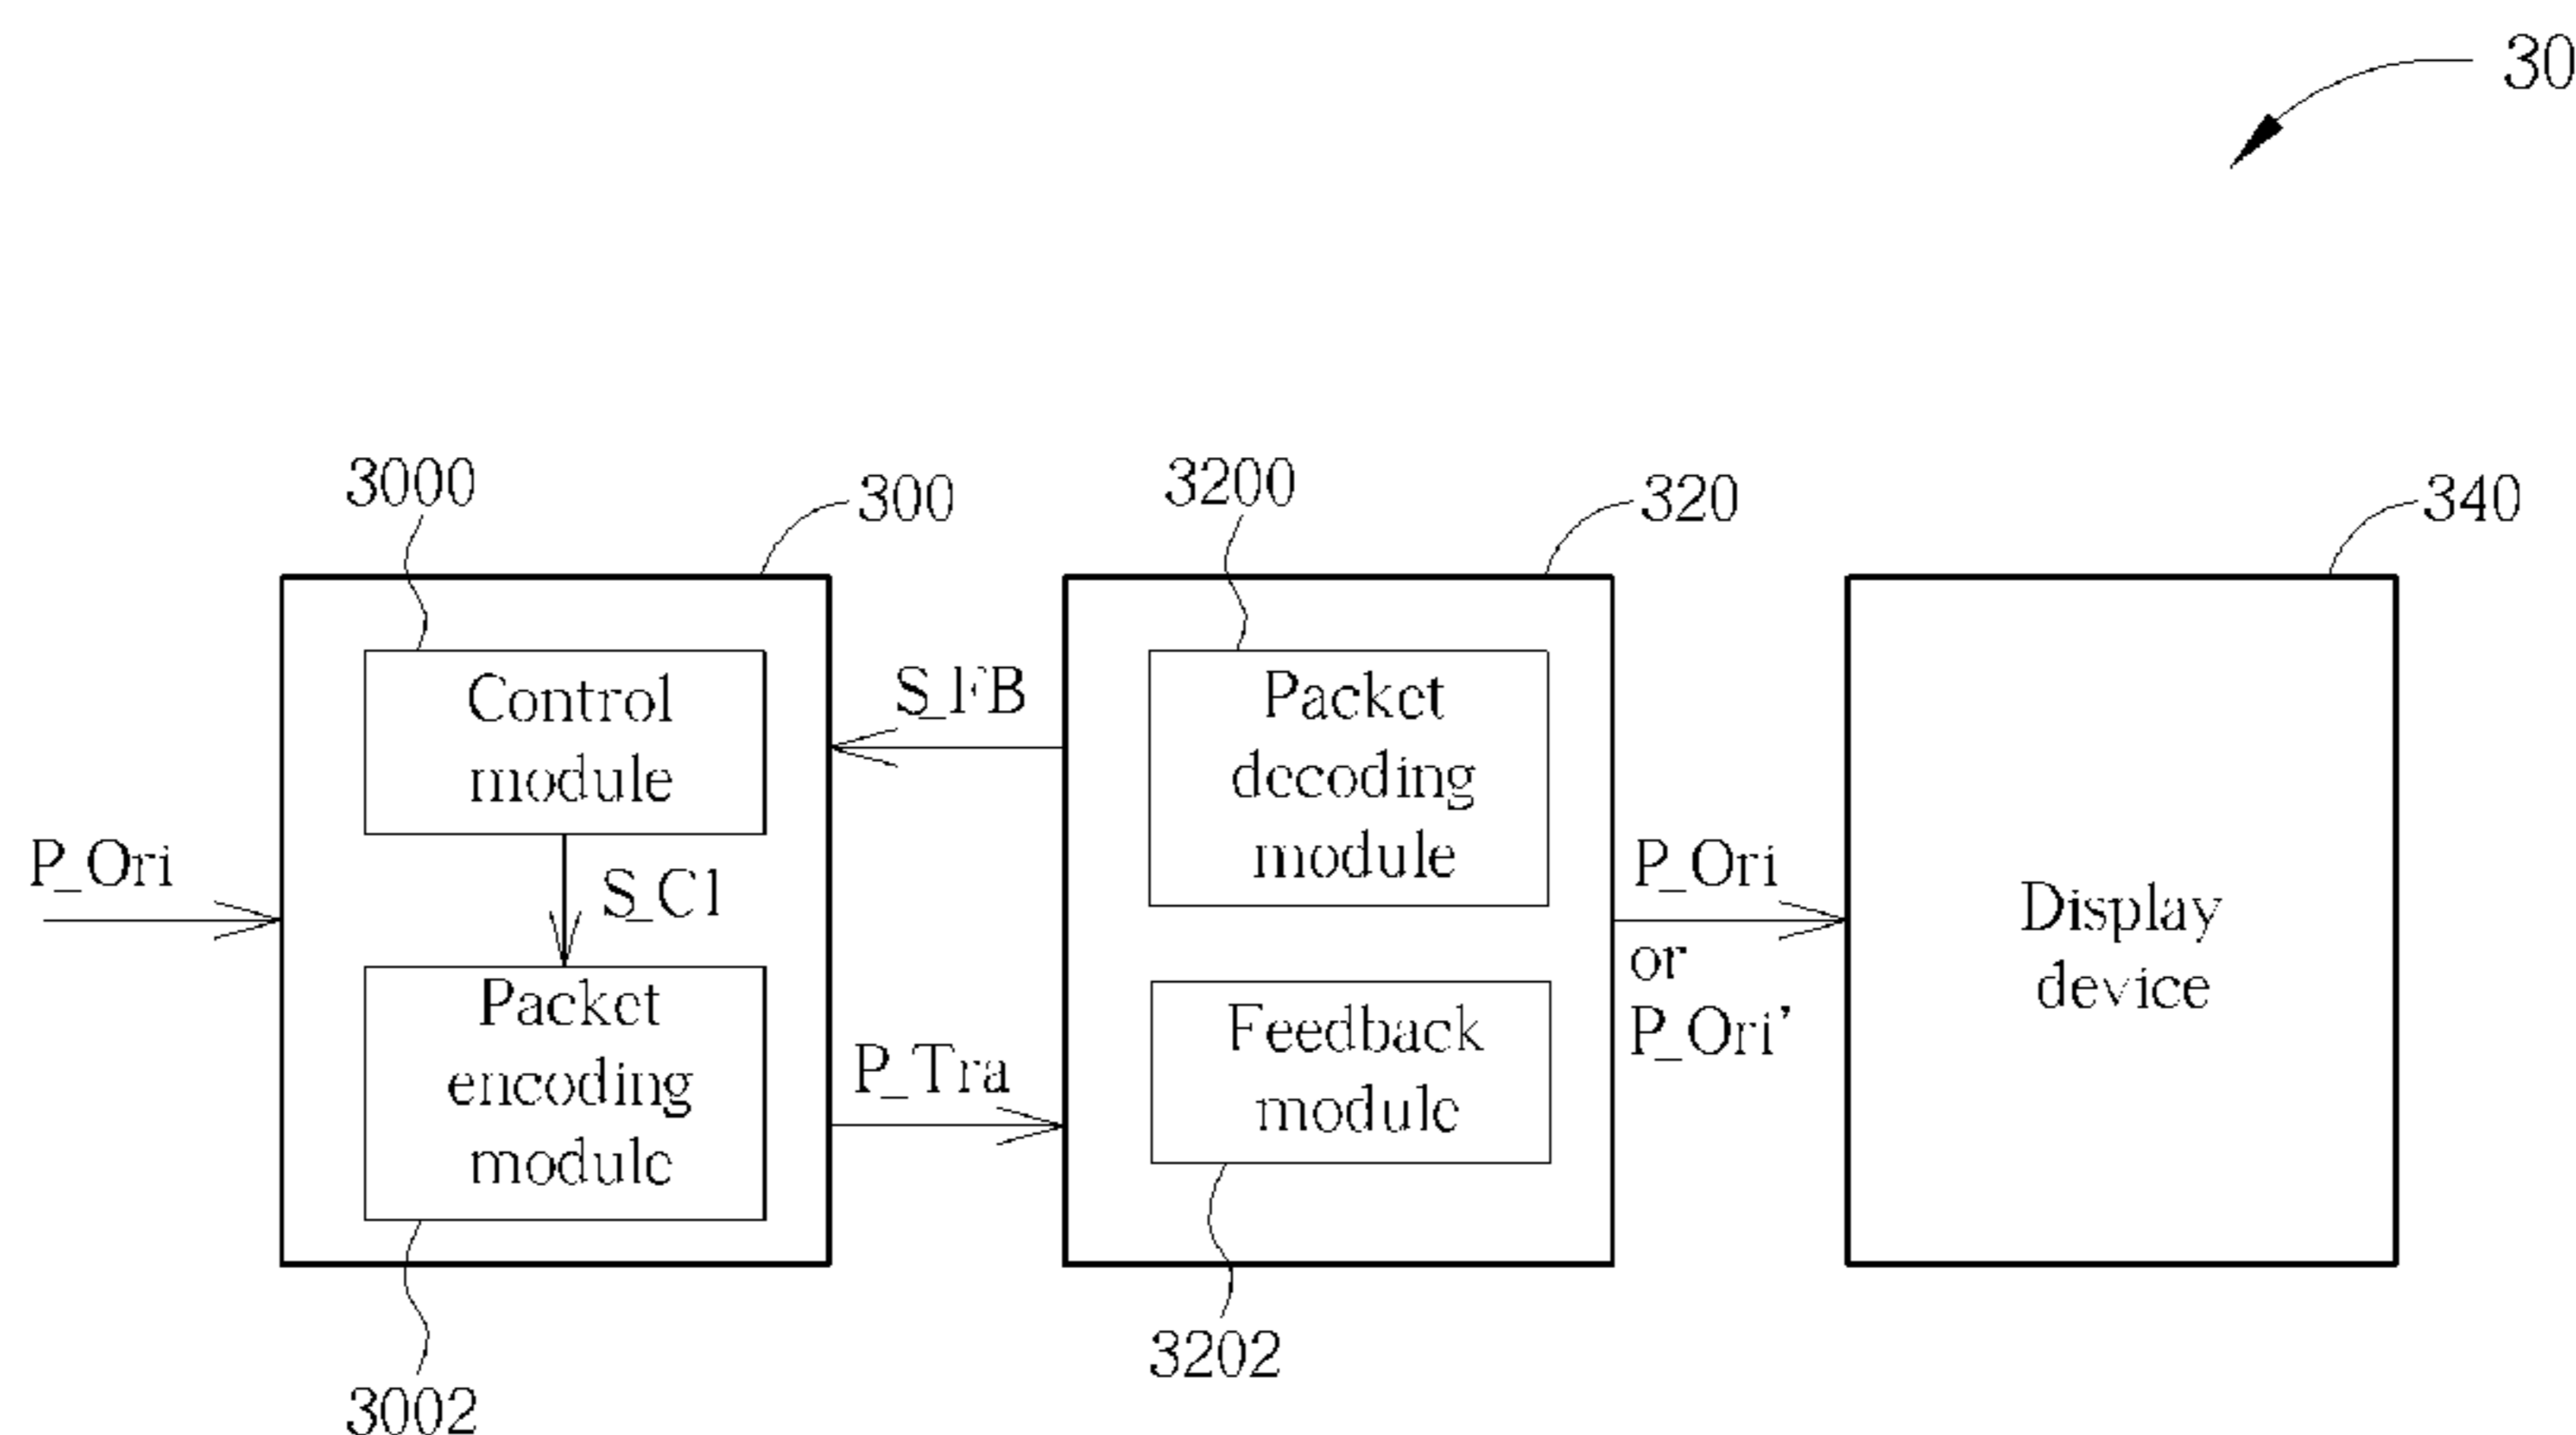 30
3000
300
3200
320
340
Control
module
S_FB
Packet
decoding
module
P_Ori
S_C1
P_Ori
or
P_Ori’
Display
device
Packet
encoding
module
P_Tra
Feedback
module
3202
3002